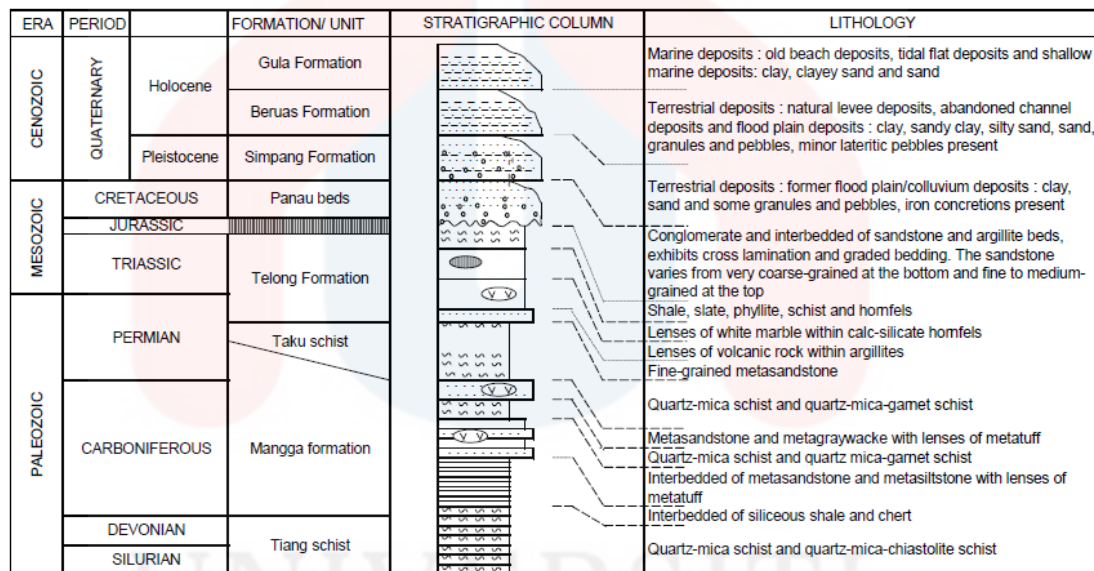 ERA PERIOD FORMATION/ UNIT STRATIGRAPHIC COLUMN LITHOLOGY
CENOZOIC
QUATERNARY
Holocene
Pleistocene
Gula Formation
Beruas Formation
Simpang Formation
MESOZOIC
CRETACEOUS
Panau beds
JURASSIC
TRIASSIC
Telong Formation
PALEOZOIC
PERMIAN
Taku schist
CARBONIFEROUS
Mangga formation
DEVONIAN
SILURIAN
Tiang schist
Marine deposits : old beach deposits, tidal flat deposits and shallow
marine deposits: clay, clayey sand and sand
Terrestrial deposits : natural levee deposits, abandoned channel
deposits and flood plain deposits : clay, sandy clay, silty sand, sand,
granules and pebbles, minor lateritic pebbles present
Terrestrial deposits : former flood plain/colluvium deposits : clay,
sand and some granules and pebbles, iron concretions present
Conglomerate and interbedded of sandstone and argillite beds,
exhibits cross lamination and graded bedding. The sandstone
varies from very coarse-grained at the bottom and fine to medium-
grained at the top
Shale, slate, phyllite, schist and hornfels
Lenses of white marble within calc-silicate hornfels
Lenses of volcanic rock within argillites
Fine-grained metasandstone
Quartz-mica schist and quartz-mica-garnet schist
Metasandstone and metagraywacke with lenses of metatuff
Quartz-mica schist and quartz mica-garnet schist
Interbedded of metasandstone and metasiltstone with lenses of
metatuff
Interbedded of siliceous shale and chert
Quartz-mica schist and quartz-mica-chiastolite schist